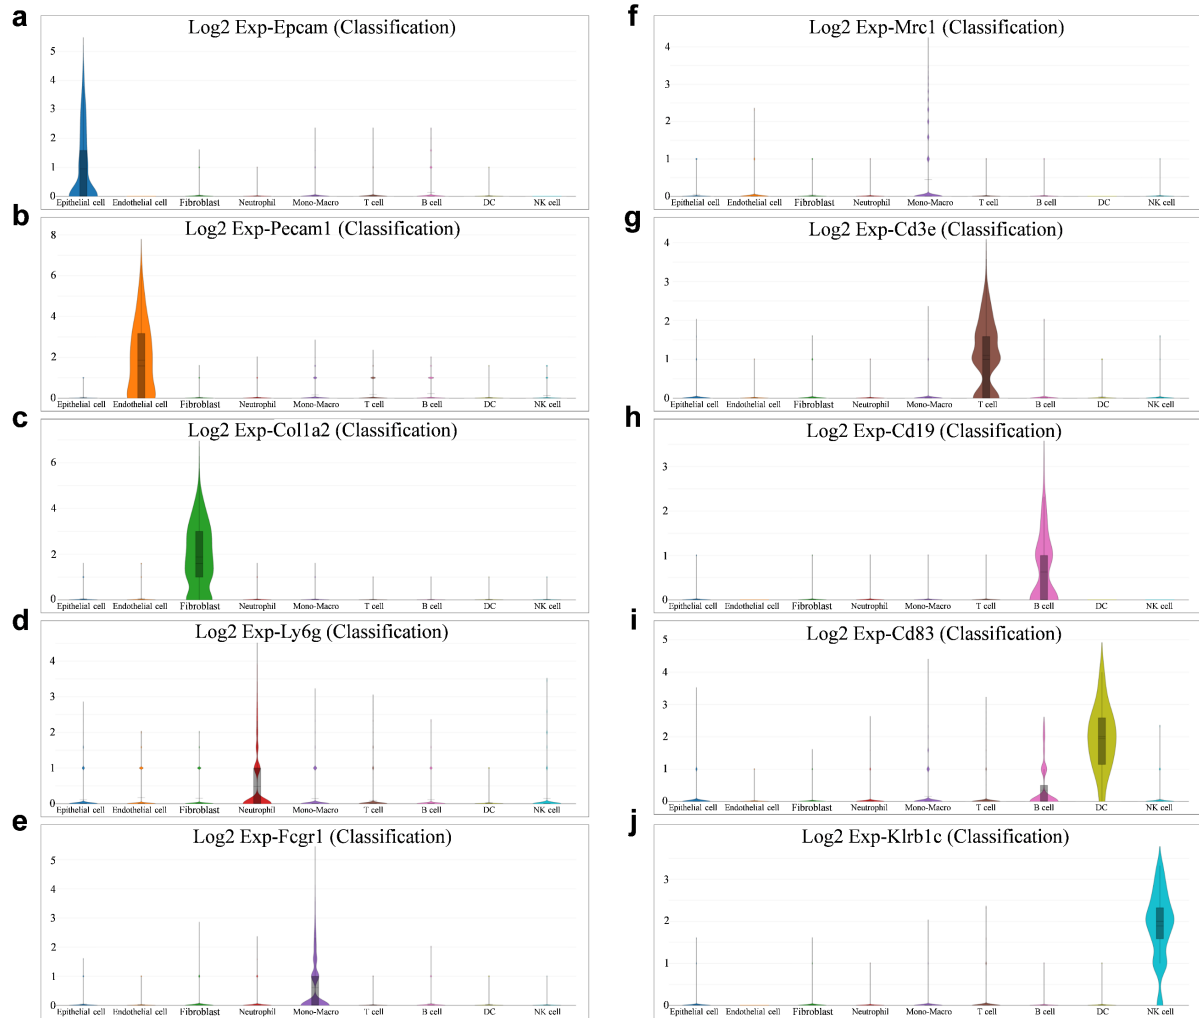 a
Log2 Exp-Epcam (Classification)
5
4
3
2
1
0
Epithelial cell Endothelial cell Fibroblast Neutrophil Mono-Macro T cell B cell DC NK cell
b
Log2 Exp-Pecam1 (Classification)
8
6
4
2
0
Epithelial cell Endothelial cell Fibroblast Neutrophil Mono-Macro T cell B cell DC NK cell
c
Log2 Exp-Col1a2 (Classification)
6
4
2
0
Epithelial cell Endothelial cell Fibroblast Neutrophil Mono-Macro T cell B cell DC NK cell
d
Log2 Exp-Ly6g (Classification)
4
3
2
1
0
Epithelial cell Endothelial cell Fibroblast Neutrophil Mono-Macro T cell B cell DC NK cell
e
Log2 Exp-Fcgr1 (Classification)
5
4
3
2
1
0
Epithelial cell Endothelial cell Fibroblast Neutrophil Mono-Macro T cell B cell DC NK cell
f
Log2 Exp-Mrc1 (Classification)
4
3
2
1
0
Epithelial cell Endothelial cell Fibroblast Neutrophil Mono-Macro T cell B cell DC NK cell
g
Log2 Exp-Cd3e (Classification)
4
3
2
1
0
Epithelial cell Endothelial cell Fibroblast Neutrophil Mono-Macro T cell B cell DC NK cell
h
Log2 Exp-Cd19 (Classification)
3
2
1
0
Epithelial cell Endothelial cell Fibroblast Neutrophil Mono-Macro T cell B cell DC NK cell
i
Log2 Exp-Cd83 (Classification)
5
4
3
2
1
0
Epithelial cell Endothelial cell Fibroblast Neutrophil Mono-Macro T cell B cell DC NK cell
j
Log2 Exp-Klrb1c (Classification)
3
2
1
0
Epithelial cell Endothelial cell Fibroblast Neutrophil Mono-Macro T cell B cell DC NK cell